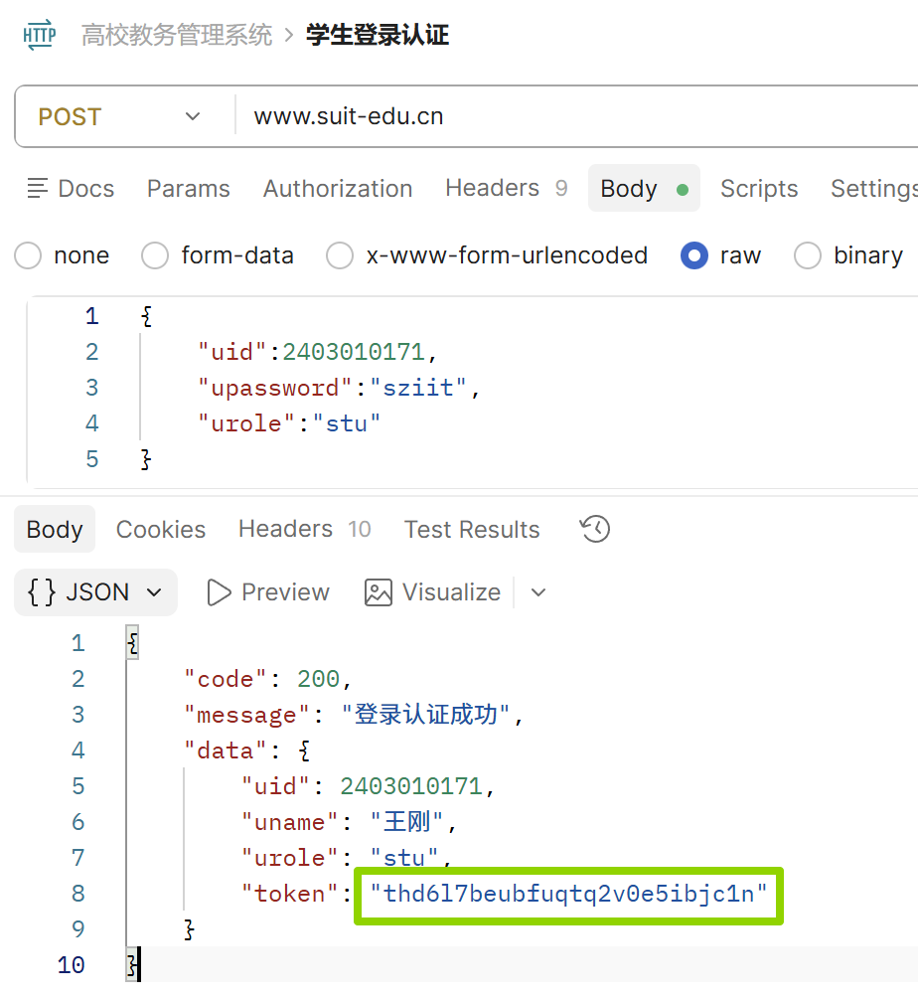 HTTP 高校教务管理系统 > 学生登录认证
POST www.suit-edu.cn
Docs Params Authorization Headers 9 Body Scripts Settings
none form-data x-www-form-urlencoded raw binary
1 {
2 "uid":2403010171,
3 "upassword":"sziit",
4 "urole":"stu"
5 }
Body Cookies Headers 10 Test Results
{} JSON Preview Visualize
1 {
2 "code": 200,
3 "message": "登录认证成功",
4 "data": {
5 "uid": 2403010171,
6 "uname": "王刚",
7 "urole": "stu",
8 "token": "thd6l7beubfuqtq2v0e5ibjc1n"
9 }
10 }